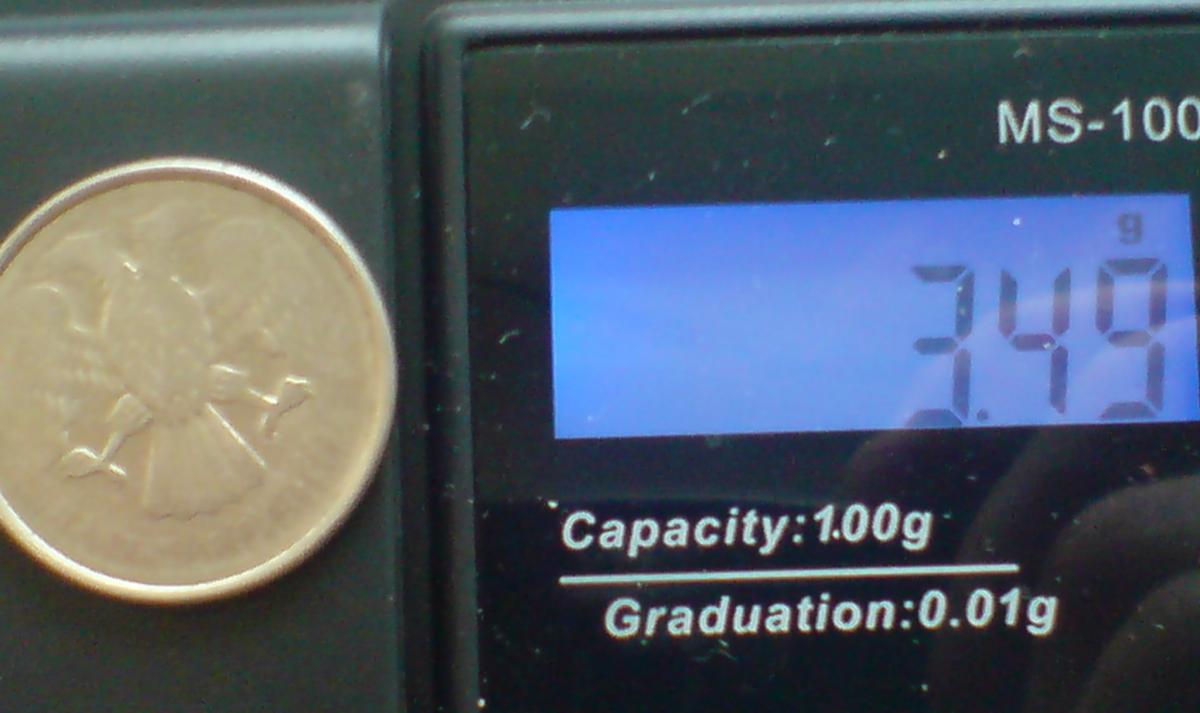 MS-100
g
3.49
Capacity:100g
Graduation:0.01g